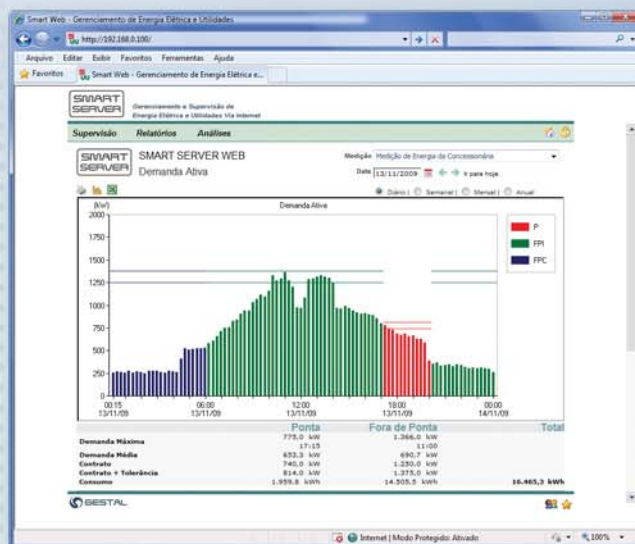 Smart Web - Gerenciamento de Energia Elétrica e Utilidades
http://192.168.0.100/
Arquivo Editar Exibir Favoritos Ferramentas Ajuda
Favoritos Smart Web - Gerenciamento de Energia Elétrica e...
SMART SERVER
Gerenciamento e Supervisão de
Energia Elétrica e Utilidades Via Internet
Supervisão Relatórios Análises
SMART SERVER
SMART SERVER WEB
Demanda Ativa
Medição Medição de Energia da Concessionária
Data 13/11/2009 Ir para hoje
Diário | Semanal | Mensal | Anual
(kW) Demanda Ativa
2000
1750
1500
1250
1000
750
500
250
0
P
FPI
FPC
00:15 06:00 12:00 18:00 00:00
13/11/09 13/11/09 13/11/09 13/11/09 14/11/09
Ponta Fora de Ponta Total
Demanda Máxima 775,0 kW 1.366,0 kW
17:15 11:00
Demanda Média 653,3 kW 690,7 kW
Contrato 740,0 kW 1.250,0 kW
Contrato + Tolerância 814,0 kW 1.375,0 kW
Consumo 1.959,8 kWh 14.505,5 kWh 16.465,3 kWh
GESTAL
Internet | Modo Protegido: Ativado 100%